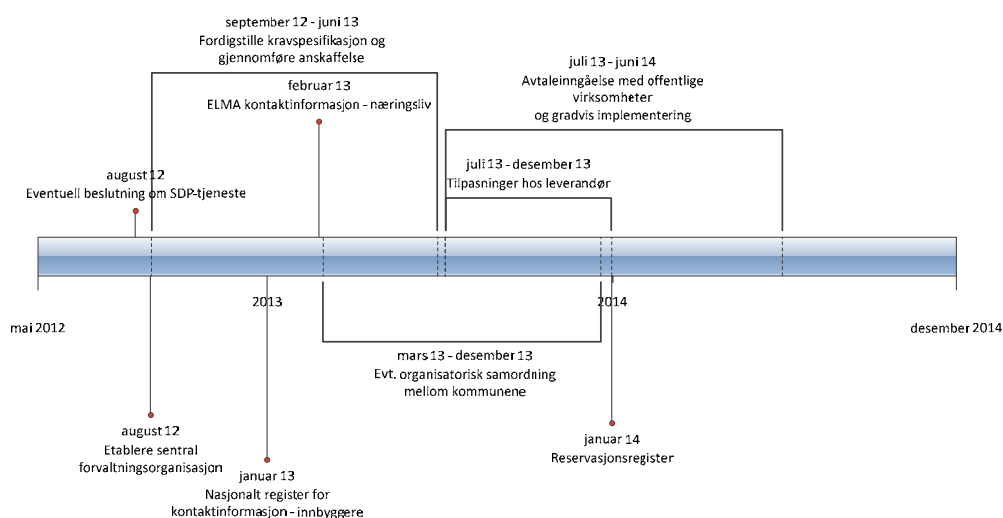 september 12 - juni 13
Fordigstille kravspesifikasjon og
gjennomføre anskaffelse
februar 13
ELMA kontaktinformasjon - næringsliv
juli 13 - juni 14
Avtaleinngåelse med offentlige
virksomheter
og gradvis implementering
august 12
Eventuell beslutning om SDP-tjeneste
juli 13 - desember 13
Tilpasninger hos leverandør
2013
2014
mai 2012
desember 2014
mars 13 - desember 13
Evt. organisatorisk samordning
mellom kommunene
august 12
Etablere sentral
forvaltningsorganisasjon
januar 14
Reservasjonsregister
januar 13
Nasjonalt register for
kontaktinformasjon - innbyggere